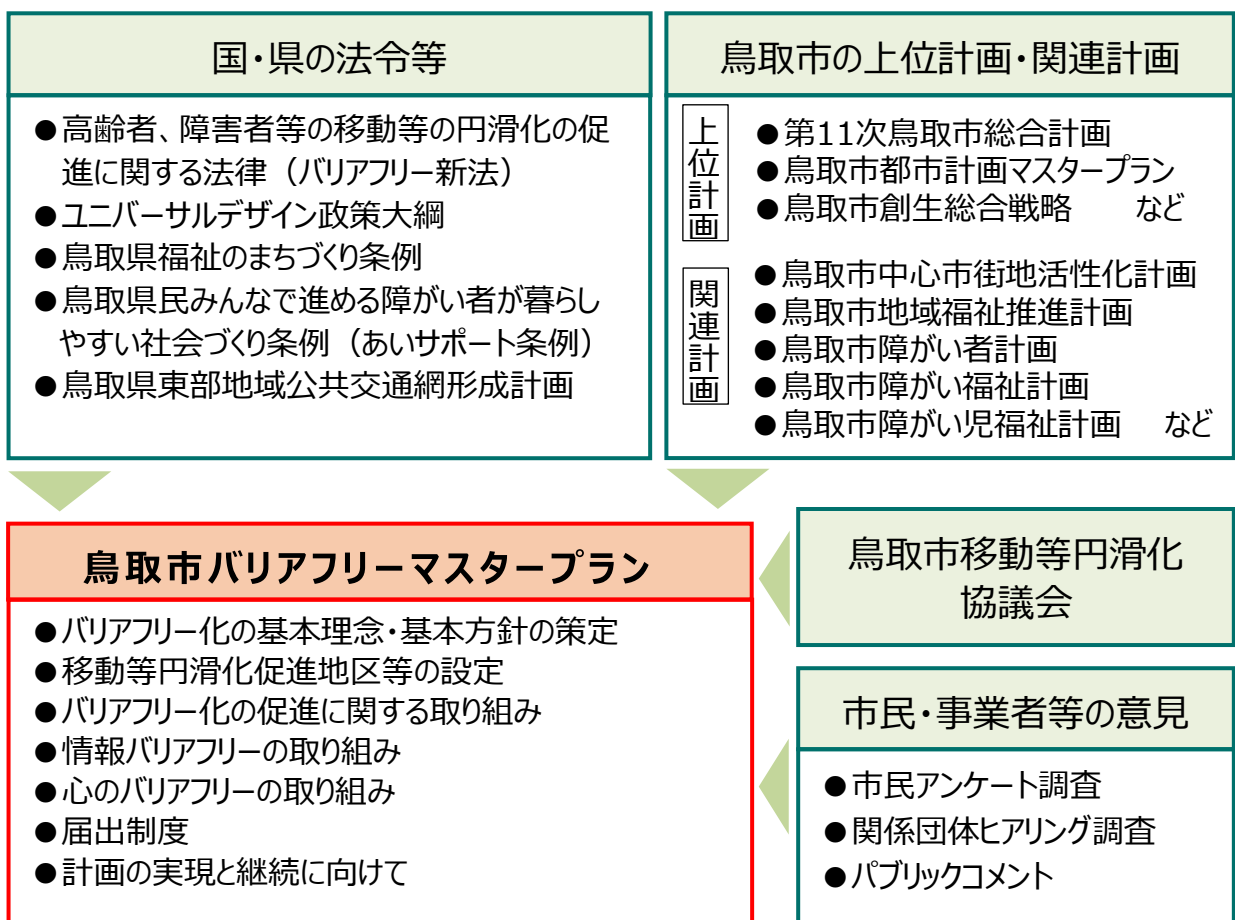 国・県の法令等
●高齢者、障害者等の移動等の円滑化の促
進に関する法律（バリアフリー新法）
●ユニバーサルデザイン政策大綱
●鳥取県福祉のまちづくり条例
●鳥取県民みんなで進める障がい者が暮らし
やすい社会づくり条例（あいサポート条例）
●鳥取県東部地域公共交通網形成計画
鳥取市の上位計画・関連計画
上位計画
●第11次鳥取市総合計画
●鳥取市都市計画マスタープラン
●鳥取市創生総合戦略　など
関連計画
●鳥取市中心市街地活性化計画
●鳥取市地域福祉推進計画
●鳥取市障がい者計画
●鳥取市障がい福祉計画
●鳥取市障がい児福祉計画　など
鳥取市バリアフリーマスタープラン
●バリアフリー化の基本理念・基本方針の策定
●移動等円滑化促進地区等の設定
●バリアフリー化の促進に関する取り組み
●情報バリアフリーの取り組み
●心のバリアフリーの取り組み
●届出制度
●計画の実現と継続に向けて
鳥取市移動等円滑化
協議会
市民・事業者等の意見
●市民アンケート調査
●関係団体ヒアリング調査
●パブリックコメント